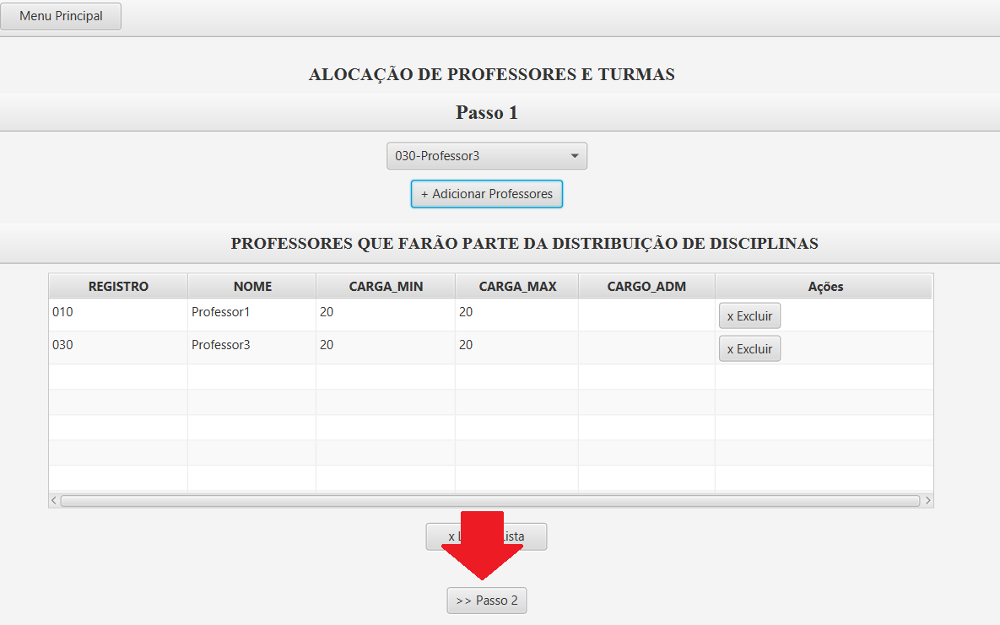 Menu Principal
ALOCAÇÃO DE PROFESSORES E TURMAS
Passo 1
030-Professor3
+ Adicionar Professores
PROFESSORES QUE FARÃO PARTE DA DISTRIBUIÇÃO DE DISCIPLINAS
REGISTRO NOME CARGA_MIN CARGA_MAX CARGO_ADM Ações
010 Professor1 20 20 x Excluir
030 Professor3 20 20 x Excluir
x
>> Passo 2